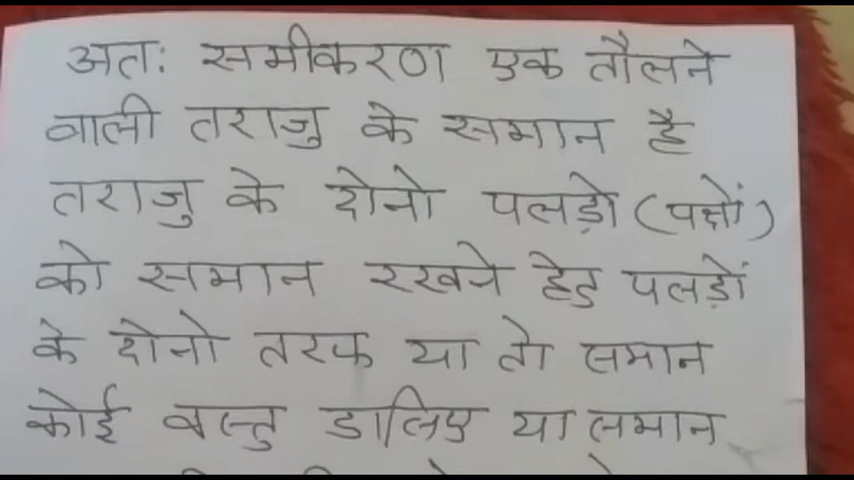 अत: समीकरण एक तौलने
वाली तराजु के समान है
तराजु के दोनो पलड़ो (पक्षों)
को समान रखने हेतु पलड़ों
के दोनो तरफ या तो समान
कोई वस्तु डालिए या समान